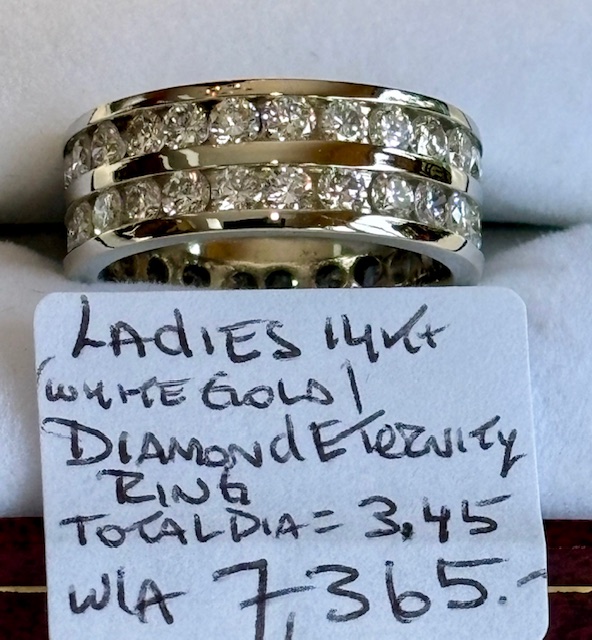 LADIES 14Kt
(WHITE GOLD)
DIAMOND ETERNITY
RING
TOTAL DIA = 3.45
W/A 7,365.-